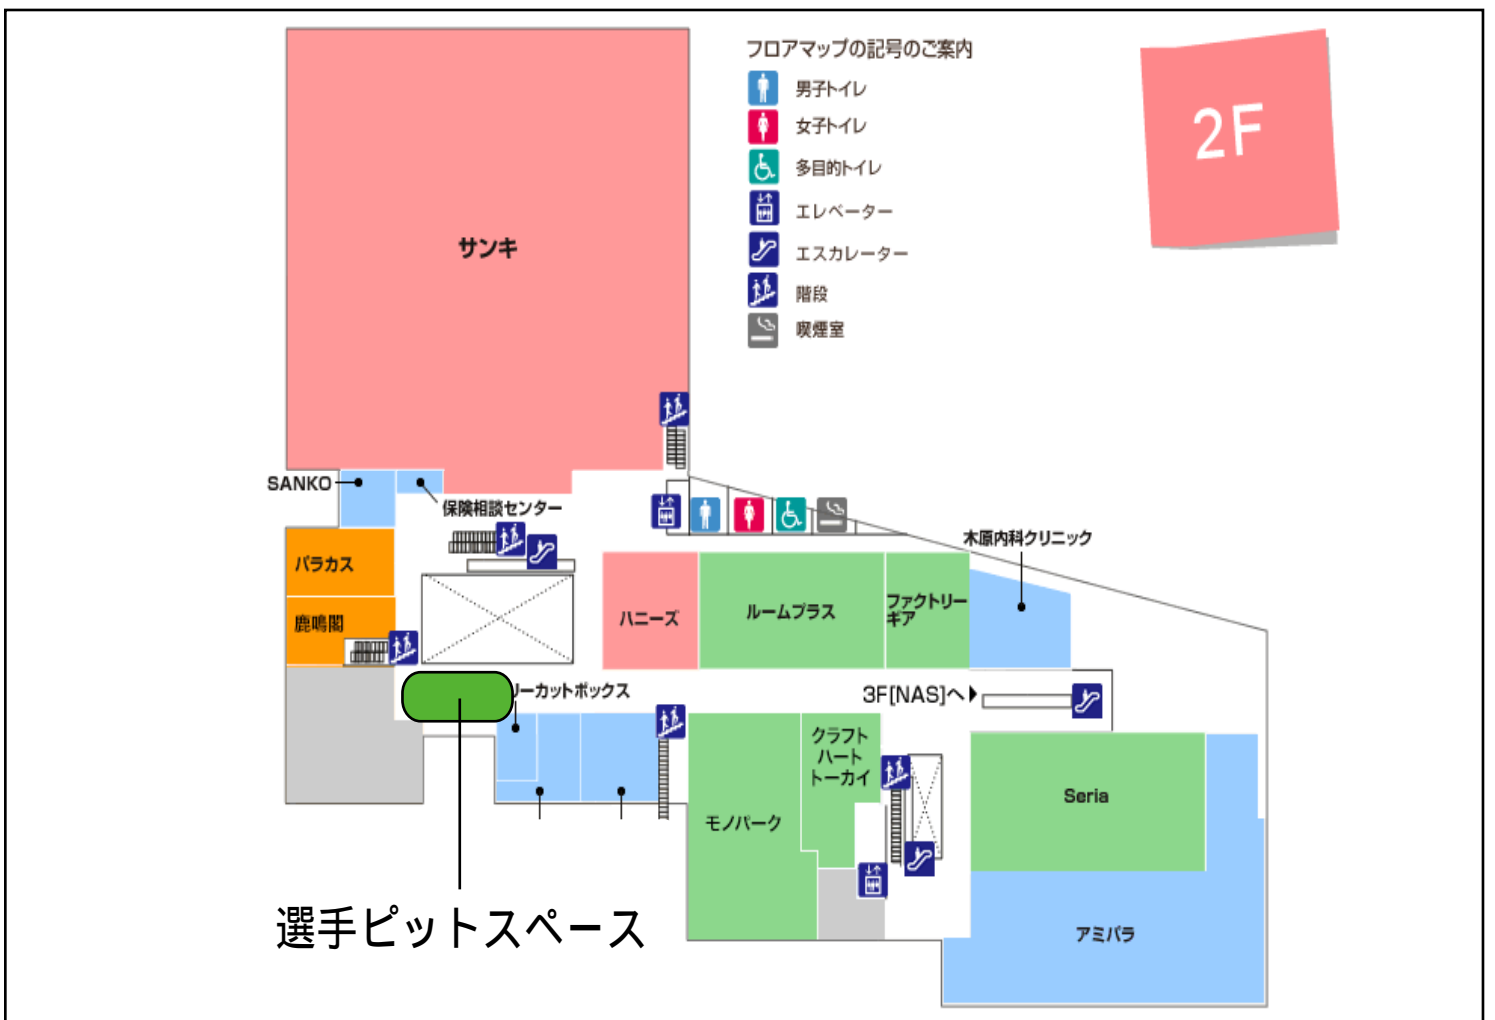 フロアマップの記号のご案内
男子トイレ
女子トイレ
多目的トイレ
エレベーター
エスカレーター
階段
喫煙室
2F
サンキ
SANKO
保険相談センター
パラカス
鹿鳴閣
ハニーズ
ルームプラス
ファクトリー
ギア
木原内科クリニック
リーカットボックス
3F[NAS]へ
クラフト
ハート
トーカイ
モノパーク
Seria
アミパラ
選手ピットスペース